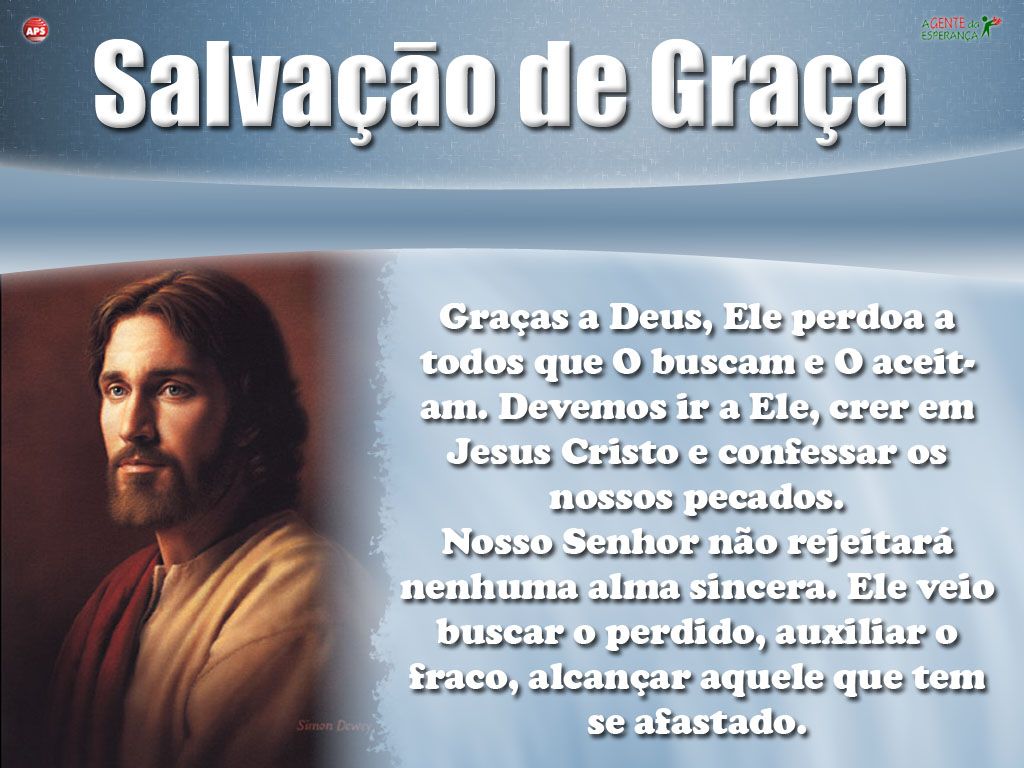 APS
AGENTE da
ESPERANÇA
Salvação de Graça
Graças a Deus, Ele perdoa a
todos que O buscam e O aceit-
am. Devemos ir a Ele, crer em
Jesus Cristo e confessar os
nossos pecados.
Nosso Senhor não rejeitará
nenhuma alma sincera. Ele veio
buscar o perdido, auxiliar o
fraco, alcançar aquele que tem
se afastado.
Simon Dewey